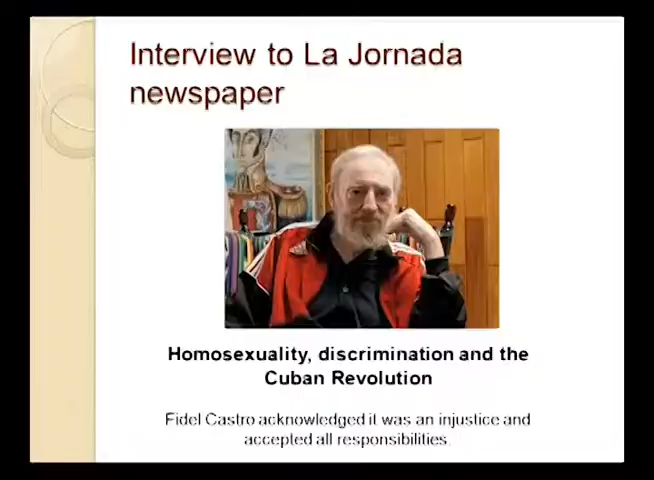 Interview to La Jornada
newspaper
Homosexuality, discrimination and the
Cuban Revolution
Fidel Castro acknowledged it was an injustice and
accepted all responsibilities.